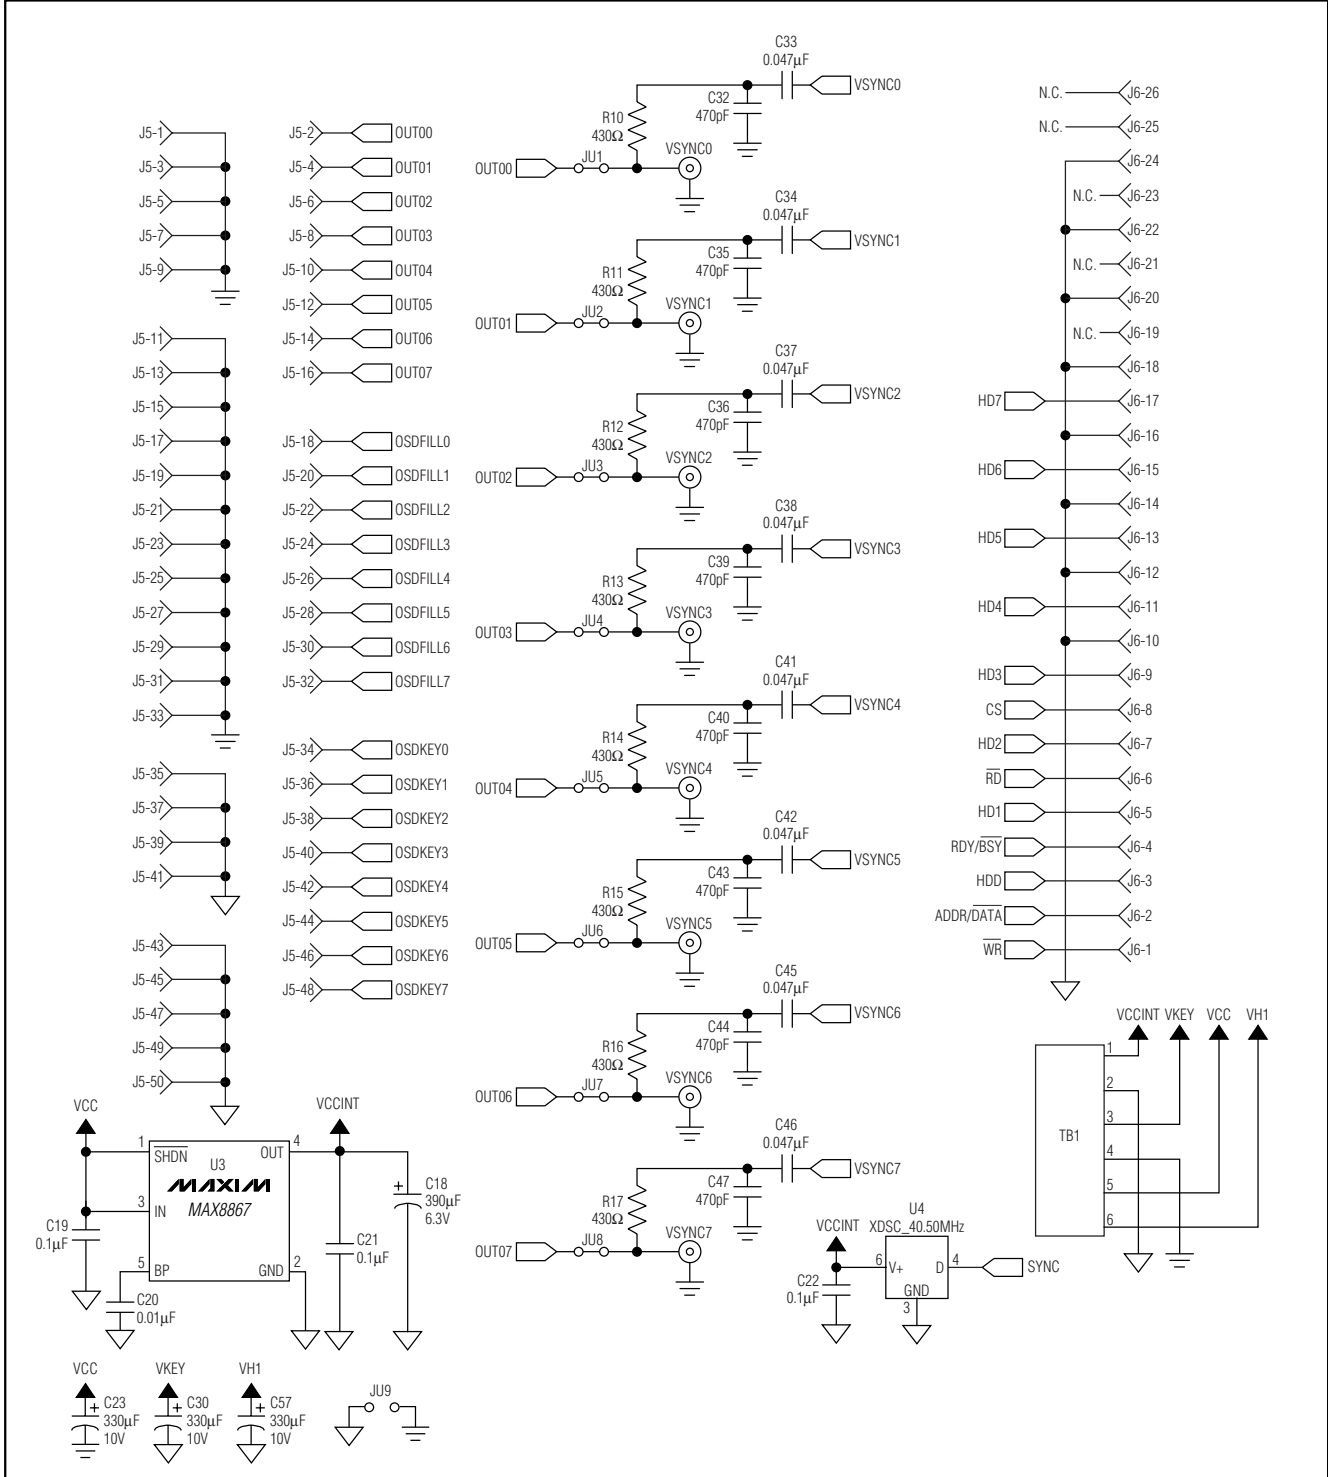 J5-1
J5-3
J5-5
J5-7
J5-9
J5-11
J5-13
J5-15
J5-17
J5-19
J5-21
J5-23
J5-25
J5-27
J5-29
J5-31
J5-33
J5-35
J5-37
J5-39
J5-41
J5-43
J5-45
J5-47
J5-49
J5-50
J5-2 OUT00
J5-4 OUT01
J5-6 OUT02
J5-8 OUT03
J5-10 OUT04
J5-12 OUT05
J5-14 OUT06
J5-16 OUT07
J5-18 OSDFILL0
J5-20 OSDFILL1
J5-22 OSDFILL2
J5-24 OSDFILL3
J5-26 OSDFILL4
J5-28 OSDFILL5
J5-30 OSDFILL6
J5-32 OSDFILL7
J5-34 OSDKEY0
J5-36 OSDKEY1
J5-38 OSDKEY2
J5-40 OSDKEY3
J5-42 OSDKEY4
J5-44 OSDKEY5
J5-46 OSDKEY6
J5-48 OSDKEY7
C33
0.047µF
VSYNC0
C32
470pF
R10
430Ω
VSYNC0
OUT00
JU1
C34
0.047µF
VSYNC1
C35
470pF
R11
430Ω
VSYNC1
OUT01
JU2
C37
0.047µF
VSYNC2
C36
470pF
R12
430Ω
VSYNC2
OUT02
JU3
C38
0.047µF
VSYNC3
C39
470pF
R13
430Ω
VSYNC3
OUT03
JU4
C41
0.047µF
VSYNC4
C40
470pF
R14
430Ω
VSYNC4
OUT04
JU5
C42
0.047µF
VSYNC5
C43
470pF
R15
430Ω
VSYNC5
OUT05
JU6
C45
0.047µF
VSYNC6
C44
470pF
R16
430Ω
VSYNC6
OUT06
JU7
C46
0.047µF
VSYNC7
C47
470pF
R17
430Ω
VSYNC7
OUT07
JU8
N.C. J6-26
N.C. J6-25
J6-24
N.C. J6-23
J6-22
N.C. J6-21
J6-20
N.C. J6-19
J6-18
HD7 J6-17
J6-16
HD6 J6-15
J6-14
HD5 J6-13
J6-12
HD4 J6-11
J6-10
HD3 J6-9
CS J6-8
HD2 J6-7
RD J6-6
HD1 J6-5
RDY/BSY J6-4
HDD J6-3
ADDR/DATA J6-2
WR J6-1
VCCINT VKEY VCC VH1
TB1
1
2
3
4
5
6
VCC
VCCINT
1 SHDN
OUT 4
U3
MAXIM
MAX8867
3 IN
5 BP
GND 2
C19
0.1µF
C20
0.01µF
C21
0.1µF
C18
+
390µF
6.3V
U4
XDSC_40.50MHz
VCCINT
6 V+
D 4
SYNC
GND
3
C22
0.1µF
VCC
+ C23
330µF
10V
VKEY
+ C30
330µF
10V
VH1
+ C57
330µF
10V
JU9